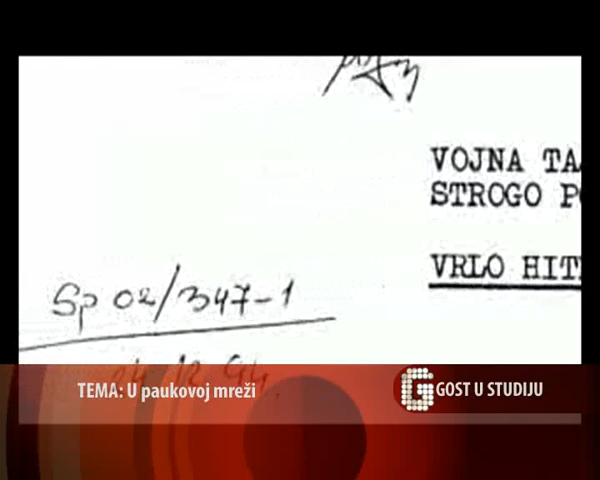 VOJNA TA
STROGO P
VRLO HIT
Sp 02/347-1
TEMA: U paukovoj mreži
GOST U STUDIJU